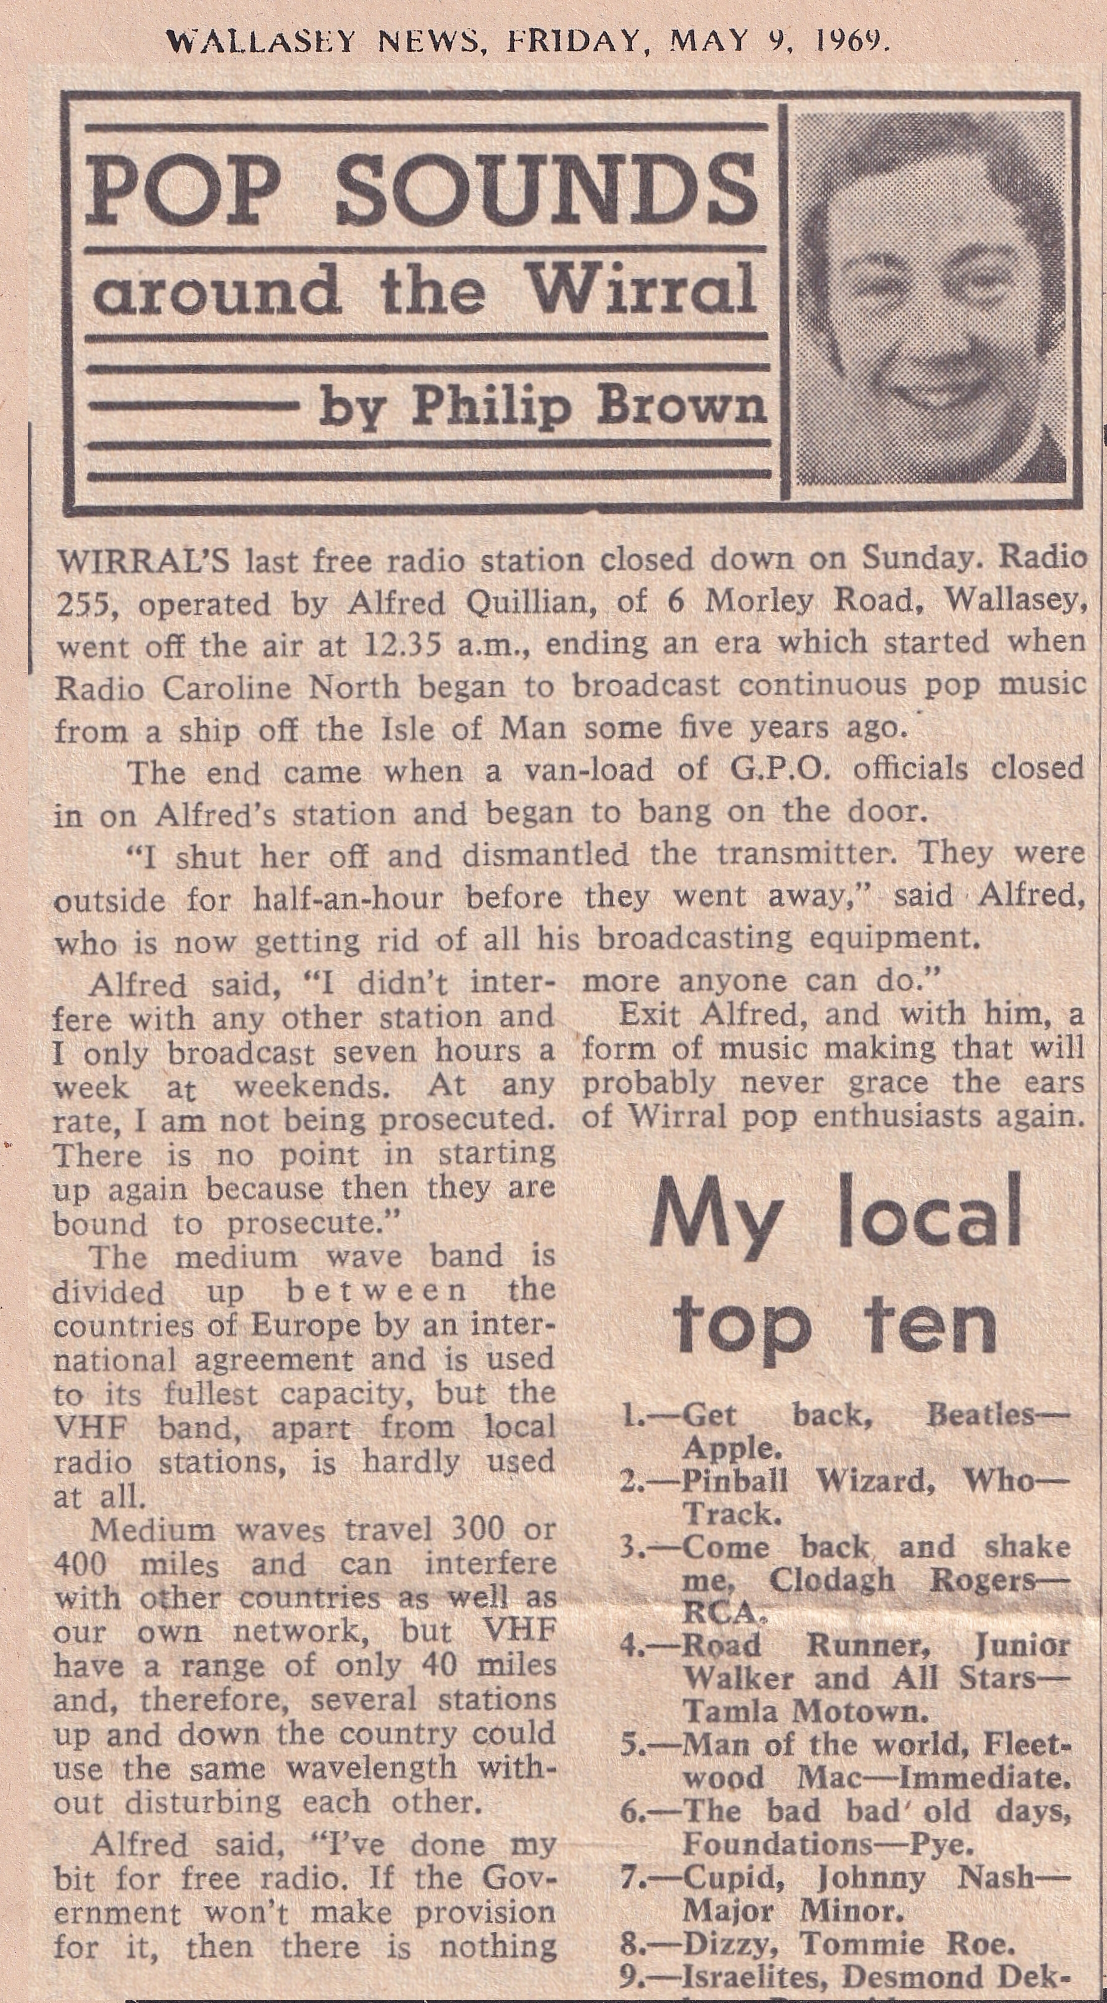 WALLASEY NEWS, FRIDAY, MAY 9, 1969.
POP SOUNDS
around the Wirral
by Philip Brown
WIRRAL'S last free radio station closed down on Sunday. Radio
255, operated by Alfred Quillian, of 6 Morley Road, Wallasey,
went off the air at 12.35 a.m., ending an era which started when
Radio Caroline North began to broadcast continuous pop music
from a ship off the Isle of Man some five years ago.
The end came when a van-load of G.P.O. officials closed
in on Alfred's station and began to bang on the door.
"I shut her off and dismantled the transmitter. They were
outside for half-an-hour before they went away," said Alfred,
who is now getting rid of all his broadcasting equipment.
Alfred said, "I didn't inter-
fere with any other station and
I only broadcast seven hours a
week at weekends. At any
rate, I am not being prosecuted.
There is no point in starting
up again because then they are
bound to prosecute."
The medium wave band is
divided up between the
countries of Europe by an inter-
national agreement and is used
to its fullest capacity, but the
VHF band, apart from local
radio stations, is hardly used
at all.
Medium waves travel 300 or
400 miles and can interfere
with other countries as well as
our own network, but VHF
have a range of only 40 miles
and, therefore, several stations
up and down the country could
use the same wavelength with-
out disturbing each other.
Alfred said, "I've done my
bit for free radio. If the Gov-
ernment won't make provision
for it, then there is nothing
more anyone can do."
Exit Alfred, and with him, a
form of music making that will
probably never grace the ears
of Wirral pop enthusiasts again.
My local
top ten
1.—Get back, Beatles—
Apple.
2.—Pinball Wizard, Who—
Track.
3.—Come back and shake
me, Clodagh Rogers—
RCA.
4.—Road Runner, Junior
Walker and All Stars—
Tamla Motown.
5.—Man of the world, Fleet-
wood Mac—Immediate.
6.—The bad bad old days,
Foundations—Pye.
7.—Cupid, Johnny Nash—
Major Minor.
8.—Dizzy, Tommie Roe.
9.—Israelites, Desmond Dek-